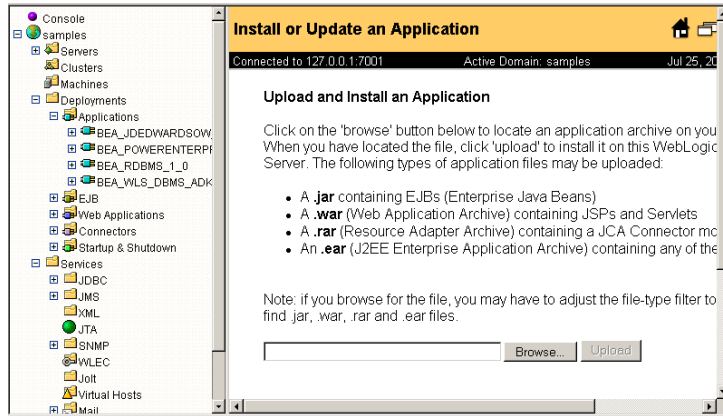 Console
samples
Servers
Clusters
Machines
Deployments
Applications
BEA_JDEDWARDSOW_
BEA_POWERENTERPR
BEA_RDBMS_1_0
BEA_WLS_DBMS_ADK
EJB
Web Applications
Connectors
Startup & Shutdown
Services
JDBC
JMS
XML
JTA
SNMP
WLEC
Jolt
Virtual Hosts
Mail
Install or Update an Application
Connected to 127.0.0.1:7001 Active Domain: samples Jul 25, 20
Upload and Install an Application
Click on the 'browse' button below to locate an application archive on you
When you have located the file, click 'upload' to install it on this WebLogic
Server. The following types of application files may be uploaded:
• A .jar containing EJBs (Enterprise Java Beans)
• A .war (Web Application Archive) containing JSPs and Servlets
• A .rar (Resource Adapter Archive) containing a JCA Connector mo
• An .ear (J2EE Enterprise Application Archive) containing any of the
Note: if you browse for the file, you may have to adjust the file-type filter to
find .jar, .war, .rar and .ear files.
Browse... Upload